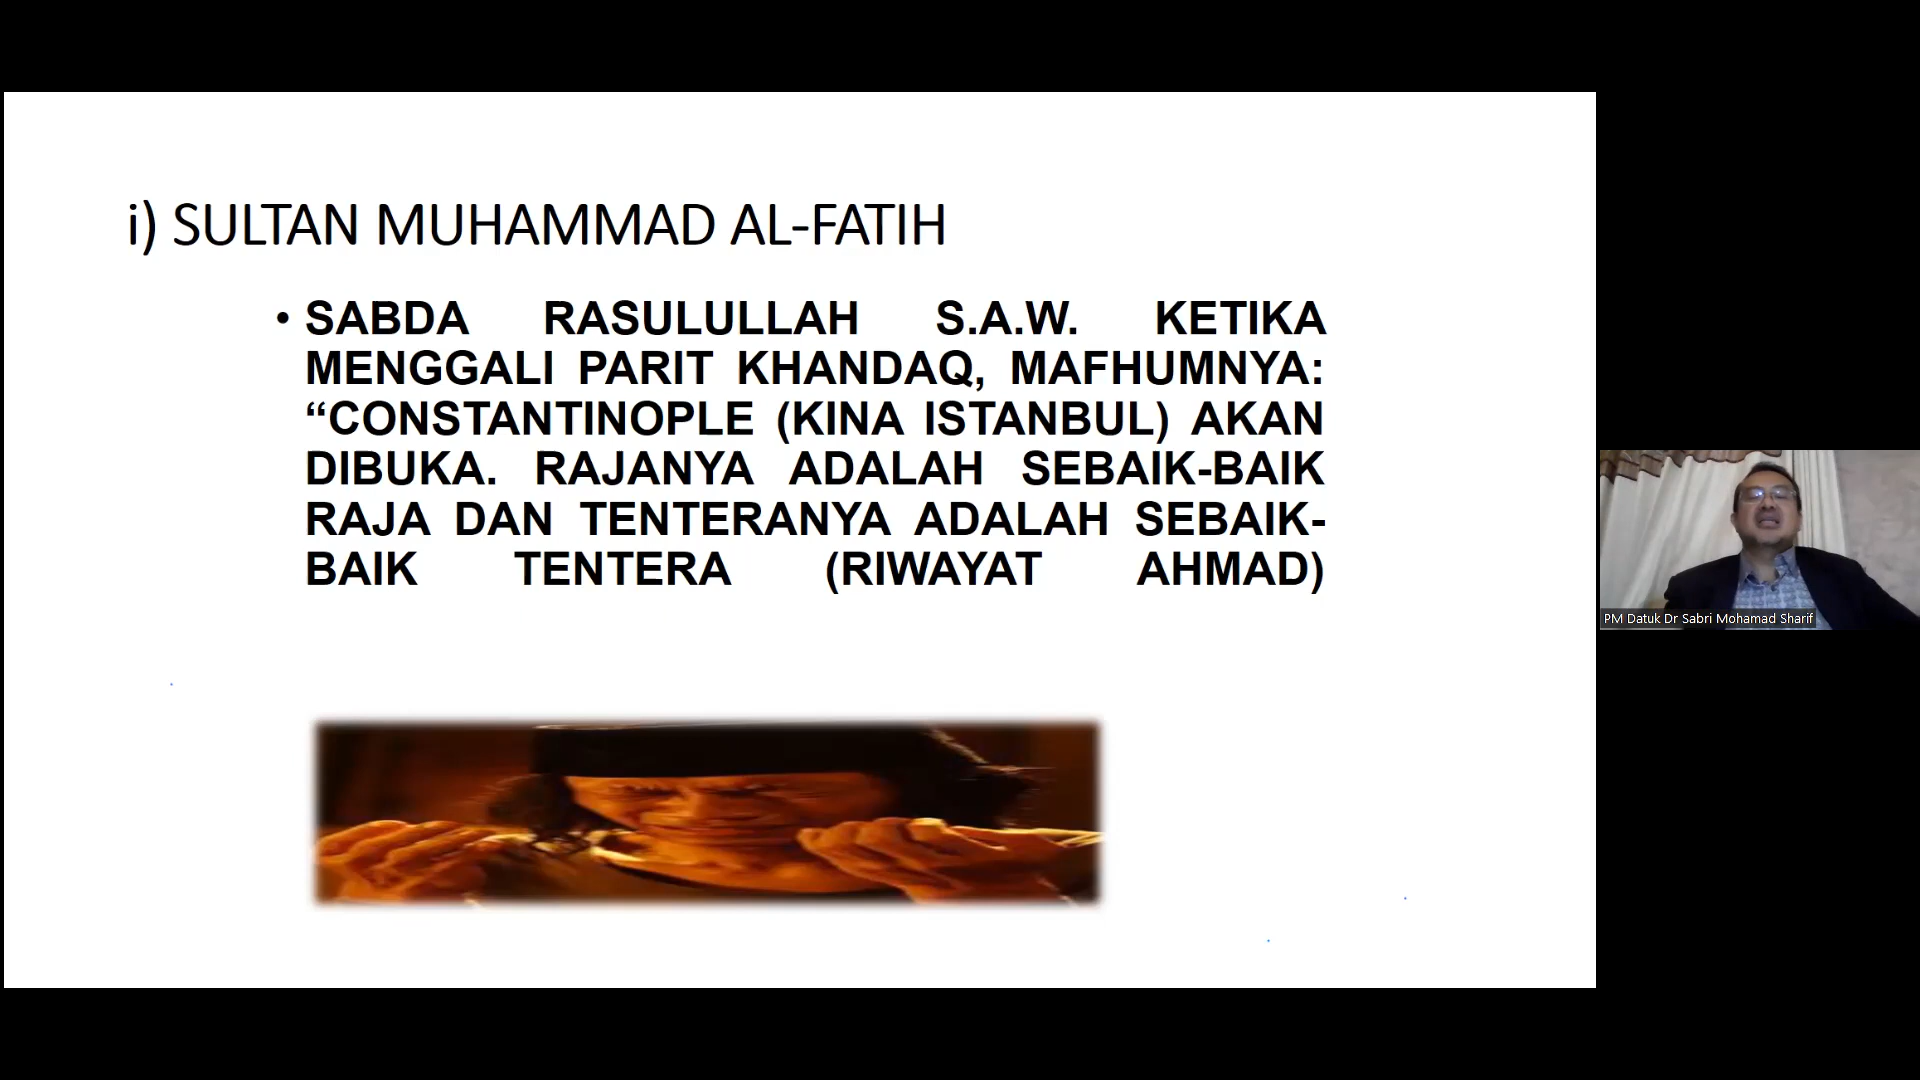 i) SULTAN MUHAMMAD AL-FATIH
• SABDA RASULULLAH S.A.W. KETIKA
MENGGALI PARIT KHANDAQ, MAFHUMNYA:
“CONSTANTINOPLE (KINA ISTANBUL) AKAN
DIBUKA. RAJANYA ADALAH SEBAIK-BAIK
RAJA DAN TENTERANYA ADALAH SEBAIK-
BAIK TENTERA (RIWAYAT AHMAD)
PM Datuk Dr Sabri Mohamad Sharif